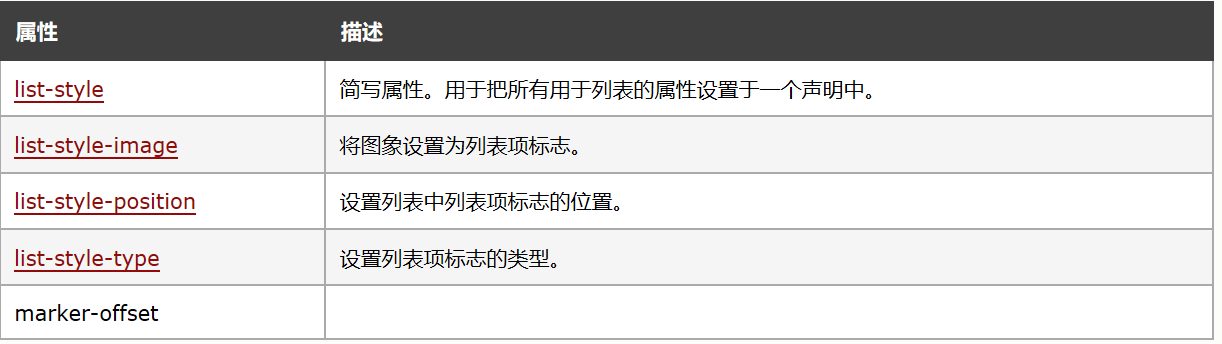 属性 描述
list-style 简写属性。用于把所有用于列表的属性设置于一个声明中。
list-style-image 将图象设置为列表项标志。
list-style-position 设置列表中列表项标志的位置。
list-style-type 设置列表项标志的类型。
marker-offset